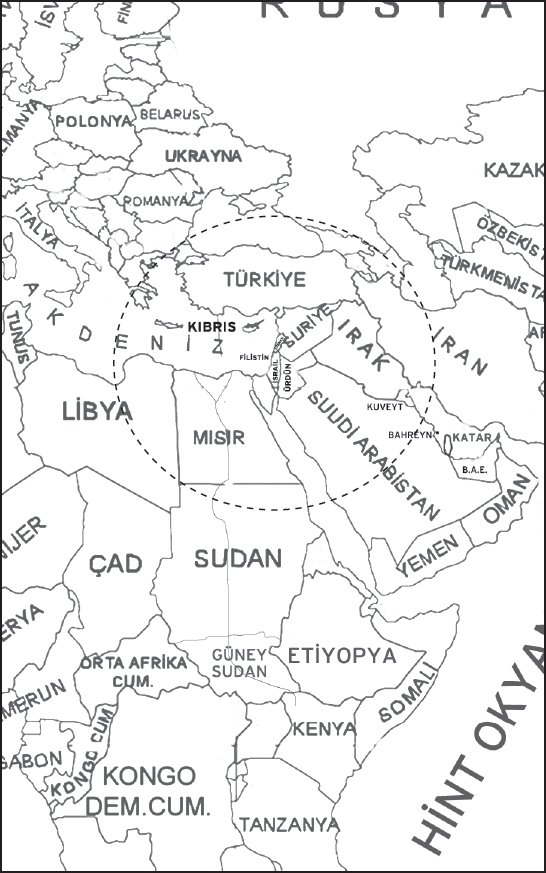 RUSYA
İSV
FİN
LMANYA
POLONYA
BELARUS
UKRAYNA
KAZAK
ROMANYA
İTALYA
ÖZBEKİST
TÜRKMENİSTA
TÜRKİYE
AKDENİZ
KIBRIS
SURİYE
IRAK
İRAN
AF
TUNUS
FİLİSTİN
İSRAİL
ÜRDÜN
LİBYA
MISIR
KUVEYT
SUUDİ ARABİSTAN
BAHREYN
KATAR
B.A.E.
OMAN
NİJER
ÇAD
SUDAN
YEMEN
ERYA
ORTA AFRİKA
CUM.
GÜNEY
SUDAN
ETİYOPYA
SOMALİ
MERUN
GABON
KONGO CUM.
KENYA
KONGO
DEM.CUM.
TANZANYA
HİNT OKYAN